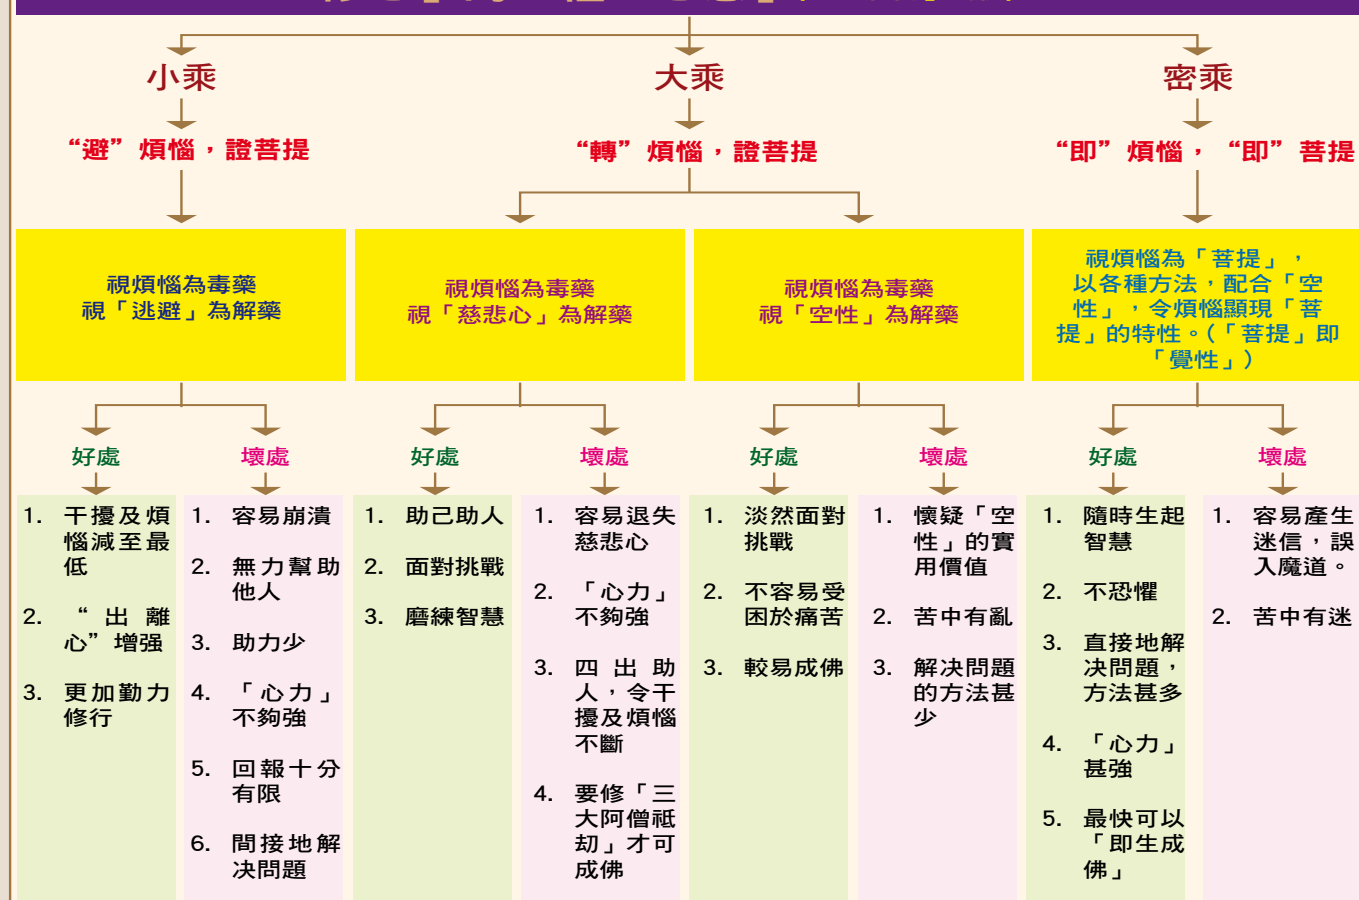 小乘
大乘
密乘
“避”煩惱，證菩提
“轉”煩惱，證菩提
“即”煩惱，“即”菩提
視煩惱為毒藥
視「逃避」為解藥
視煩惱為毒藥
視「慈悲心」為解藥
視煩惱為毒藥
視「空性」為解藥
視煩惱為「菩提」，
以各種方法，配合「空
性」，令煩惱顯現「菩
提」的特性。（「菩提」即
「覺性」）
好處
壞處
好處
壞處
好處
壞處
好處
壞處
1. 干擾及煩
惱減至最
低
2. “出離
心”增强
3. 更加勤力
修行
1. 容易崩潰
2. 無力幫助
他人
3. 助力少
4. 「心力」
不夠強
5. 回報十分
有限
6. 間接地解
决問題
1. 助己助人
2. 面對挑戰
3. 磨練智慧
1. 容易退失
慈悲心
2. 「心力」
不夠強
3. 四出助
人，令干
擾及煩惱
不斷
4. 要修「三
大阿僧祗
劫」才可
成佛
1. 淡然面對
挑戰
2. 不容易受
困於痛苦
3. 較易成佛
1. 懷疑「空
性」的實
用價值
2. 苦中有亂
3. 解决問題
的方法甚
少
1. 隨時生起
智慧
2. 不恐懼
3. 直接地解
决問題，
方法甚多
4. 「心力」
甚強
5. 最快可以
「即生成
佛」
1. 容易產生
迷信，誤
入魔道。
2. 苦中有迷